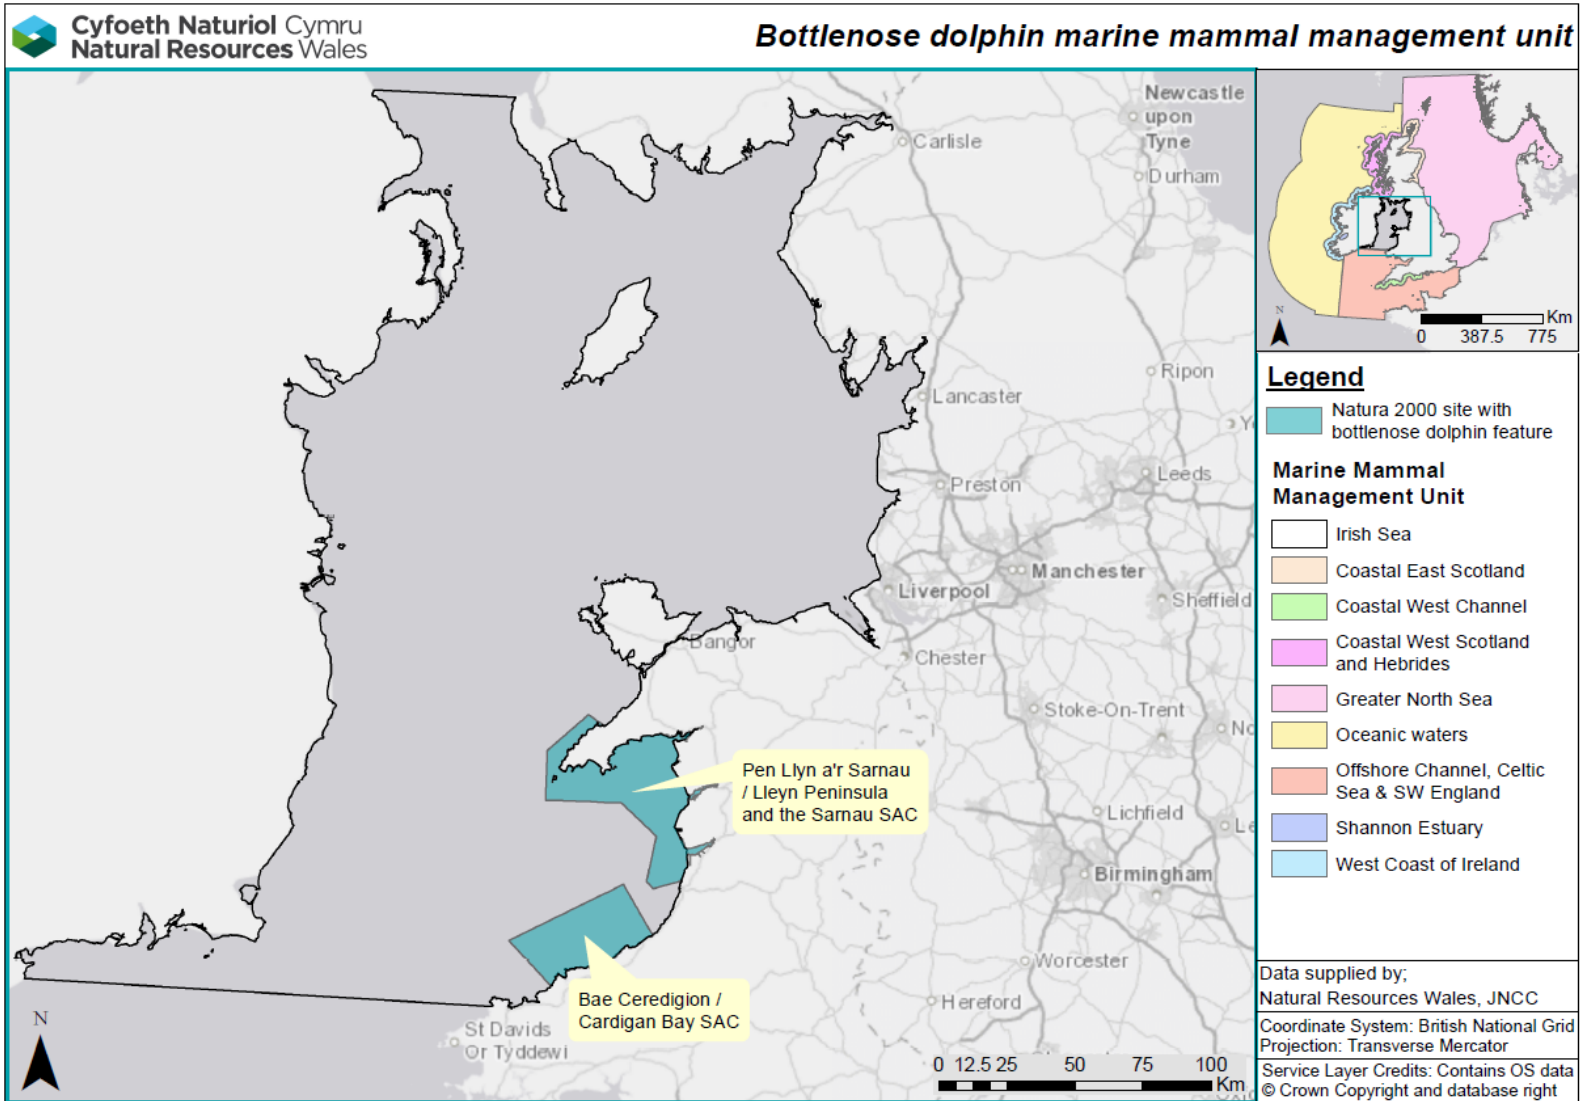 Cyfoeth Naturiol Cymru
Natural Resources Wales
Bottlenose dolphin marine mammal management unit
Newcastle
upon
Tyne
Carlisle
Durham
Ripon
Lancaster
Leeds
Preston
Manchester
Liverpool
Sheffield
Bangor
Chester
Stoke-On-Trent
Pen Llyn a'r Sarnau
/ Lleyn Peninsula
and the Sarnau SAC
Lichfield
Birmingham
Worcester
Hereford
Bae Ceredigion /
Cardigan Bay SAC
St Davids
Or Tyddewi
N
0 12.5 25 50 75 100
Km
N
Km
0 387.5 775
Legend
Natura 2000 site with
bottlenose dolphin feature
Marine Mammal
Management Unit
Irish Sea
Coastal East Scotland
Coastal West Channel
Coastal West Scotland
and Hebrides
Greater North Sea
Oceanic waters
Offshore Channel, Celtic
Sea & SW England
Shannon Estuary
West Coast of Ireland
Data supplied by;
Natural Resources Wales, JNCC
Coordinate System: British National Grid
Projection: Transverse Mercator
Service Layer Credits: Contains OS data
© Crown Copyright and database right